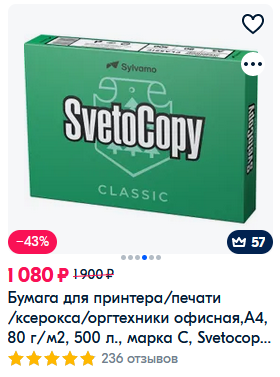 Sylvamo
SvetoCopy
CLASSIC
−43%
57
1 080 ₽ 1 900 ₽
Бумага для принтера/печати
/ксерокса/оргтехники офисная,А4,
80 г/м2, 500 л., марка С, Svetocop...
236 отзывов